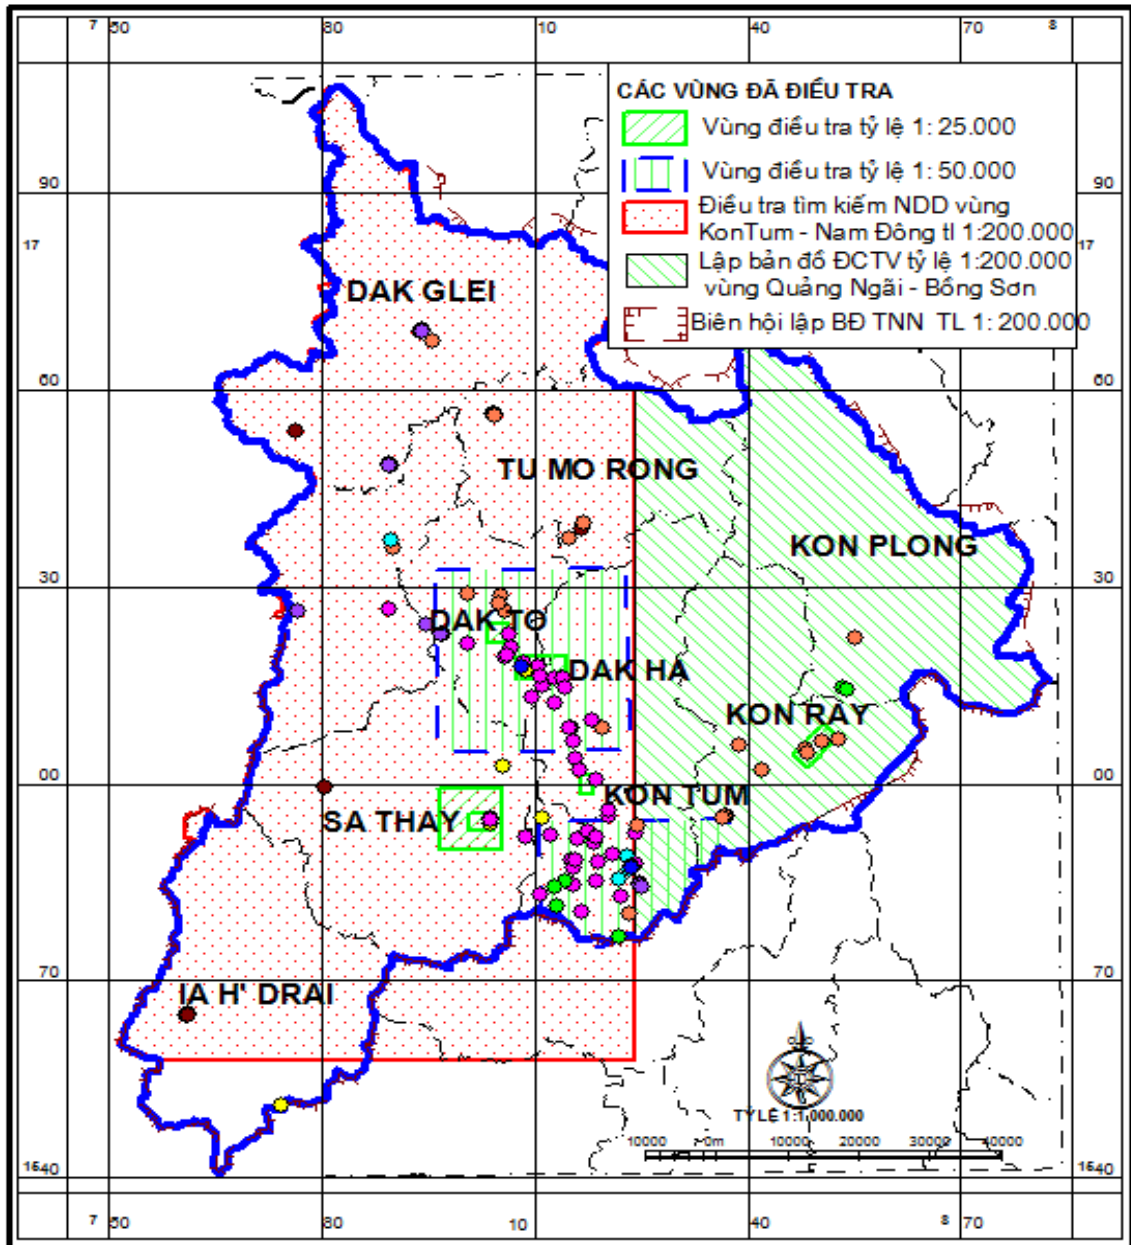 7 50 80 10 40 8 70
CÁC VÙNG ĐÃ ĐIỀU TRA
Vùng điều tra tỷ lệ 1: 25.000
Vùng điều tra tỷ lệ 1: 50.000
Điều tra tìm kiếm NDD vùng
KonTum - Nam Đông tl 1:200.000
Lập bản đồ ĐCTV tỷ lệ 1:200.000
vùng Quảng Ngãi - Bồng Sơn
Biên hội lập BĐ TNN TL 1: 200.000
90 90
17 17
DAK GLEI
60 60
TU MO RONG
KON PLONG
30 30
DAK TO
DAK HA
KON RAY
00 00
KON TUM
SA THAY
70 70
IA H' DRAI
TỶ LỆ 1:1.000.000
10000 0m 10000 20000 30000 40000
1640 1640
7 50 80 10 40 8 70